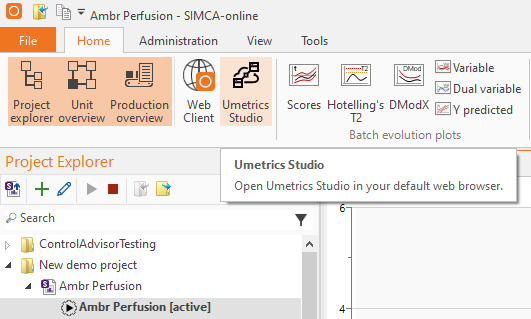 Ambr Perfusion - SIMCA-online
File Home Administration View Tools
Project explorer
Unit overview
Production overview
Web Client
Umetrics Studio
Scores
Hotelling's T2
DModX
Variable
Dual variable
Y predicted
Batch evolution plots
Project Explorer
Umetrics Studio
Open Umetrics Studio in your default web browser.
Search
ControlAdvisorTesting
New demo project
Ambr Perfusion
Ambr Perfusion [active]
6
4